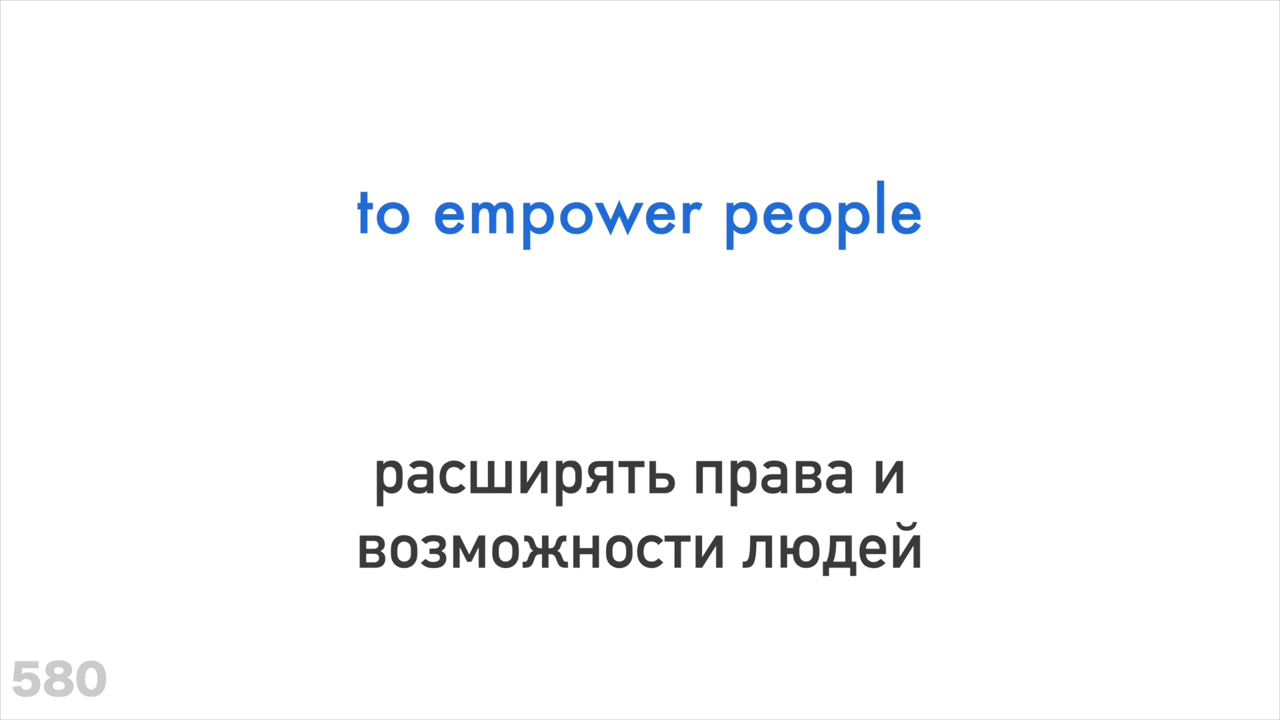 to empower people
расширять права и
возможности людей
580